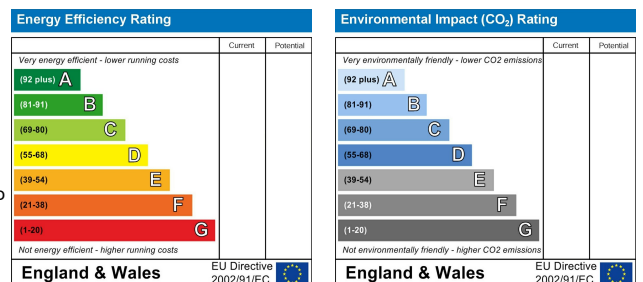 Energy Efficiency Rating
Current Potential
Very energy efficient - lower running costs
(92 plus) A
(81-91) B
(69-80) C
(55-68) D
(39-54) E
(21-38) F
(1-20) G
Not energy efficient - higher running costs
England & Wales
EU Directive
2002/91/EC
Environmental Impact (CO₂) Rating
Current Potential
Very environmentally friendly - lower CO2 emissions
(92 plus) A
(81-91) B
(69-80) C
(55-68) D
(39-54) E
(21-38) F
(1-20) G
Not environmentally friendly - higher CO2 emissions
England & Wales
EU Directive
2002/91/EC